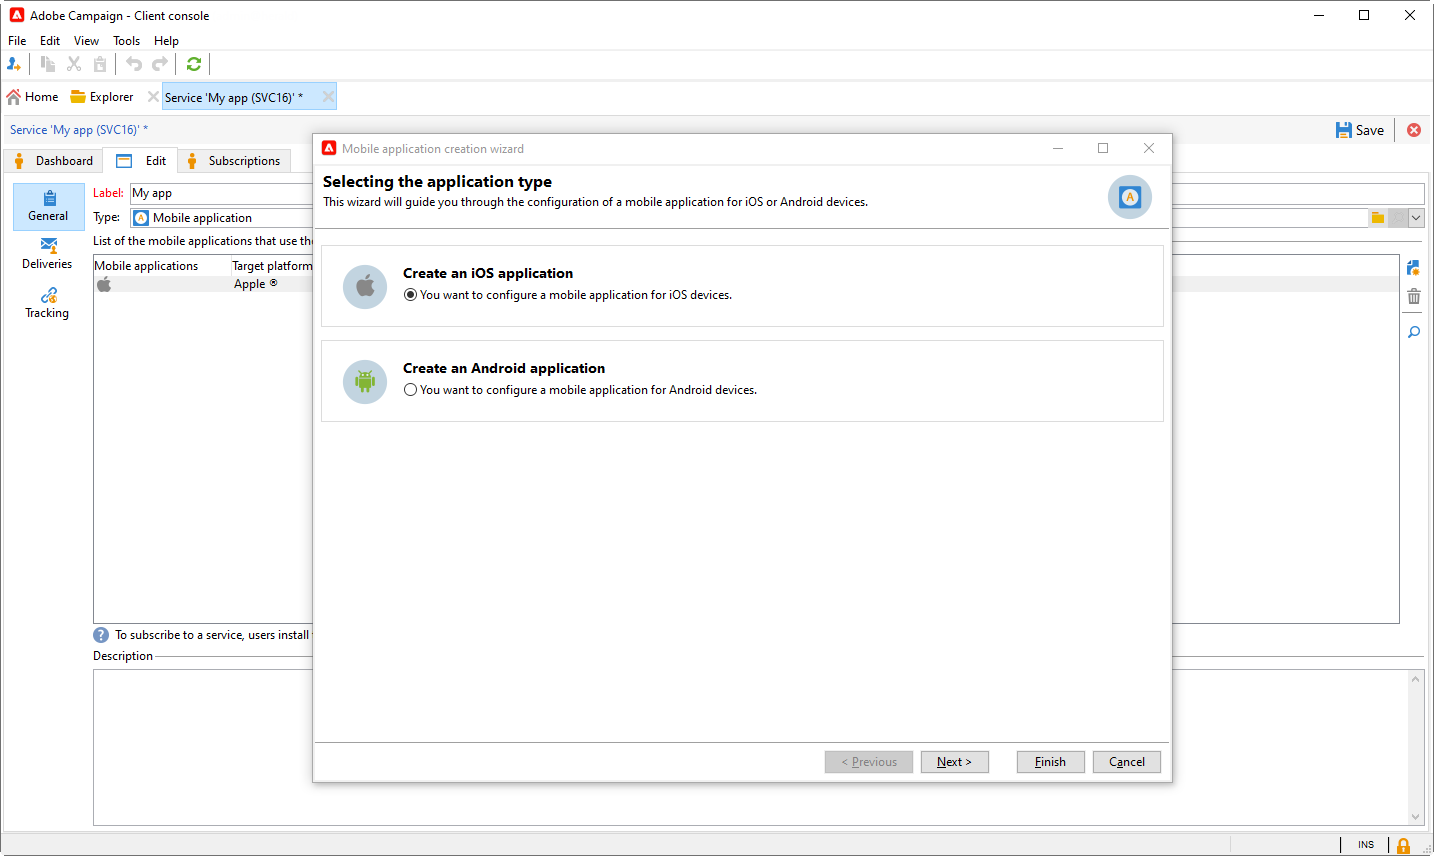 Adobe Campaign - Client console
File Edit View Tools Help
Home Explorer Service 'My app (SVC16)' *
Service 'My app (SVC16)' *
Save
Dashboard Edit Subscriptions
General
Deliveries
Tracking
Label: My app
Type: Mobile application
List of the mobile applications that use the
Mobile applications Target platform
Apple ®
To subscribe to a service, users install
Description
Mobile application creation wizard
Selecting the application type
This wizard will guide you through the configuration of a mobile application for iOS or Android devices.
Create an iOS application
You want to configure a mobile application for iOS devices.
Create an Android application
You want to configure a mobile application for Android devices.
< Previous Next > Finish Cancel
INS